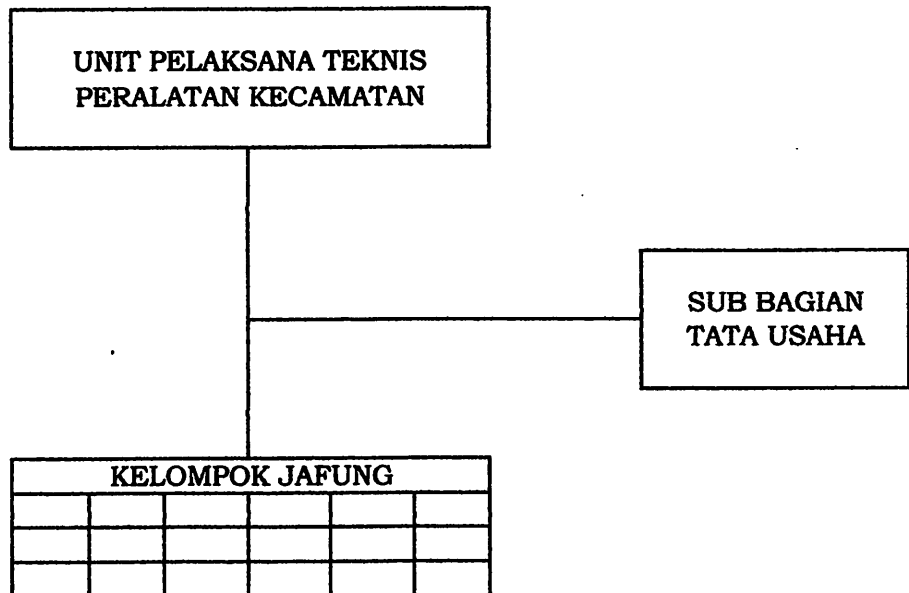 UNIT PELAKSANA TEKNIS
PERALATAN KECAMATAN
SUB BAGIAN
TATA USAHA
KELOMPOK JAFUNG